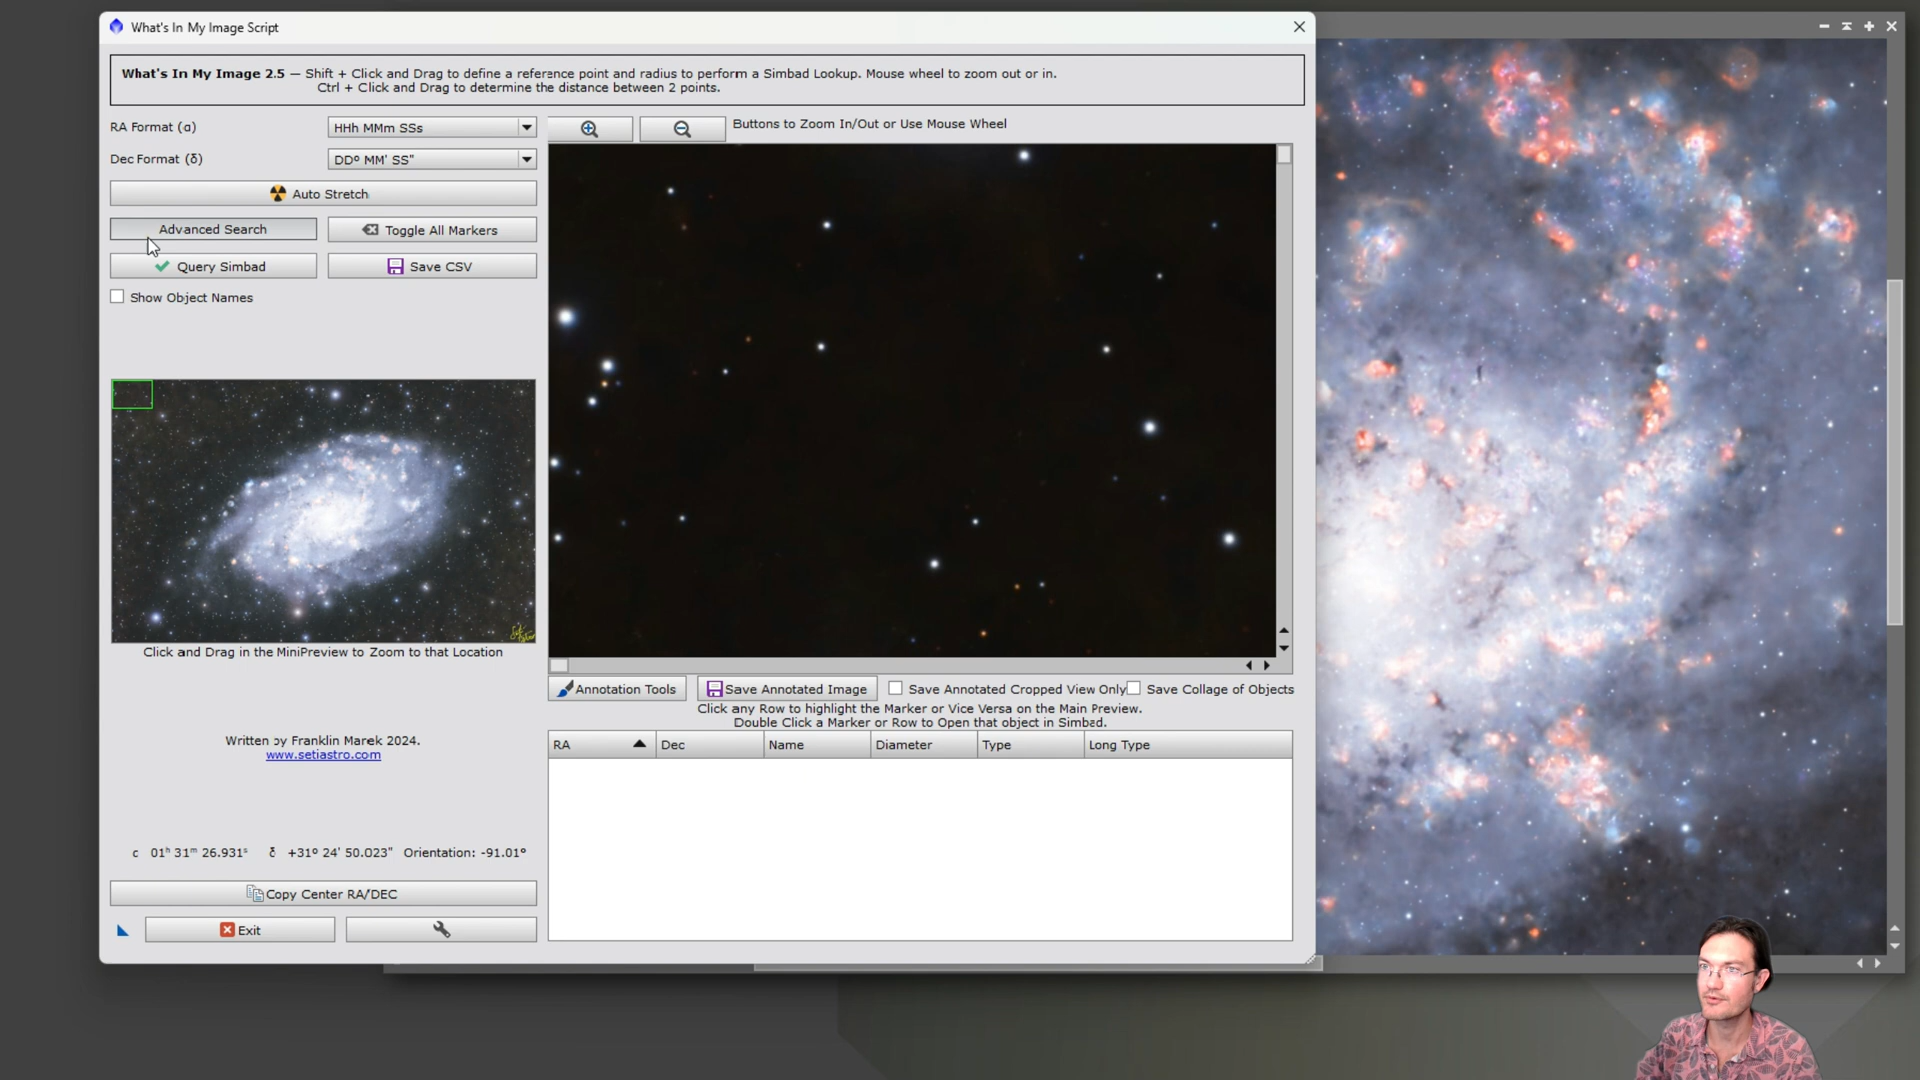 What's In My Image Script
What's In My Image 2.5 — Shift + Click and Drag to define a reference point and radius to perform a Simbad Lookup. Mouse wheel to zoom out or in.
Ctrl + Click and Drag to determine the distance between 2 points.
RA Format (α)
HHh MMm SSs
Buttons to Zoom In/Out or Use Mouse Wheel
Dec Format (δ)
DDº MM' SS"
Auto Stretch
Advanced Search
Toggle All Markers
Query Simbad
Save CSV
Show Object Names
Click and Drag in the MiniPreview to Zoom to that Location
Annotation Tools
Save Annotated Image
Save Annotated Cropped View Only
Save Collage of Objects
Click any Row to highlight the Marker or Vice Versa on the Main Preview.
Double Click a Marker or Row to Open that object in Simbad.
RA
Dec
Name
Diameter
Type
Long Type
Written by Franklin Marek 2024.
www.setiastro.com
01ʰ 31ᵐ 26.931ˢ δ +31º 24' 50.023" Orientation: -91.01º
Copy Center RA/DEC
Exit